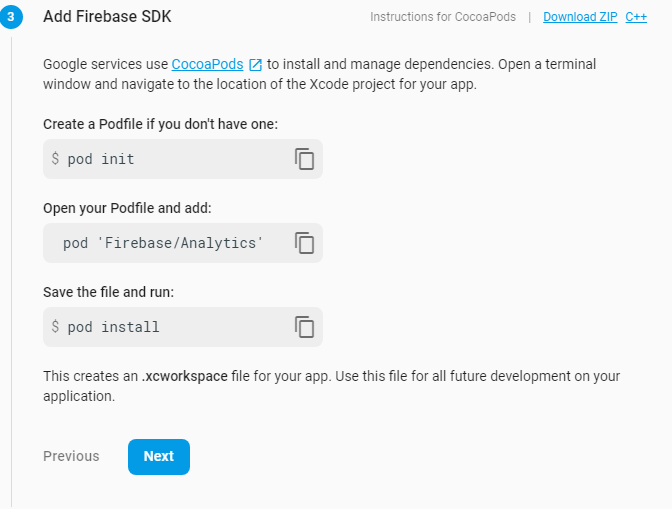 3 Add Firebase SDK Instructions for CocoaPods | Download ZIP C++
Google services use CocoaPods to install and manage dependencies. Open a terminal
window and navigate to the location of the Xcode project for your app.
Create a Podfile if you don't have one:
$ pod init
Open your Podfile and add:
pod 'Firebase/Analytics'
Save the file and run:
$ pod install
This creates an .xcworkspace file for your app. Use this file for all future development on your
application.
Previous Next